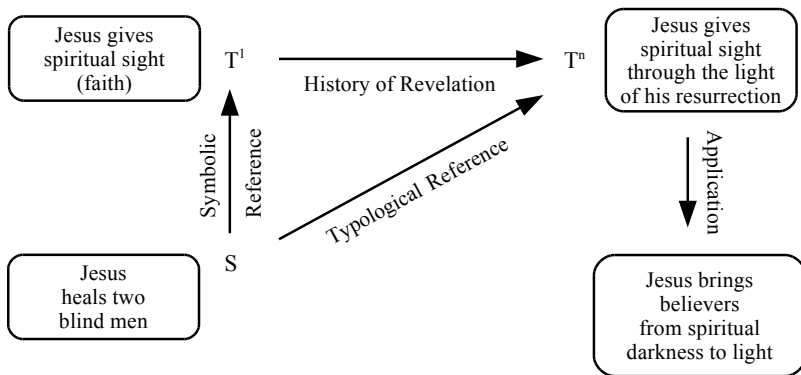 Jesus gives
spiritual sight
(faith)
T¹
History of Revelation
Tⁿ
Jesus gives
spiritual sight
through the light
of his resurrection
Symbolic
Reference
Typological Reference
Application
S
Jesus
heals two
blind men
Jesus brings
believers
from spiritual
darkness to light